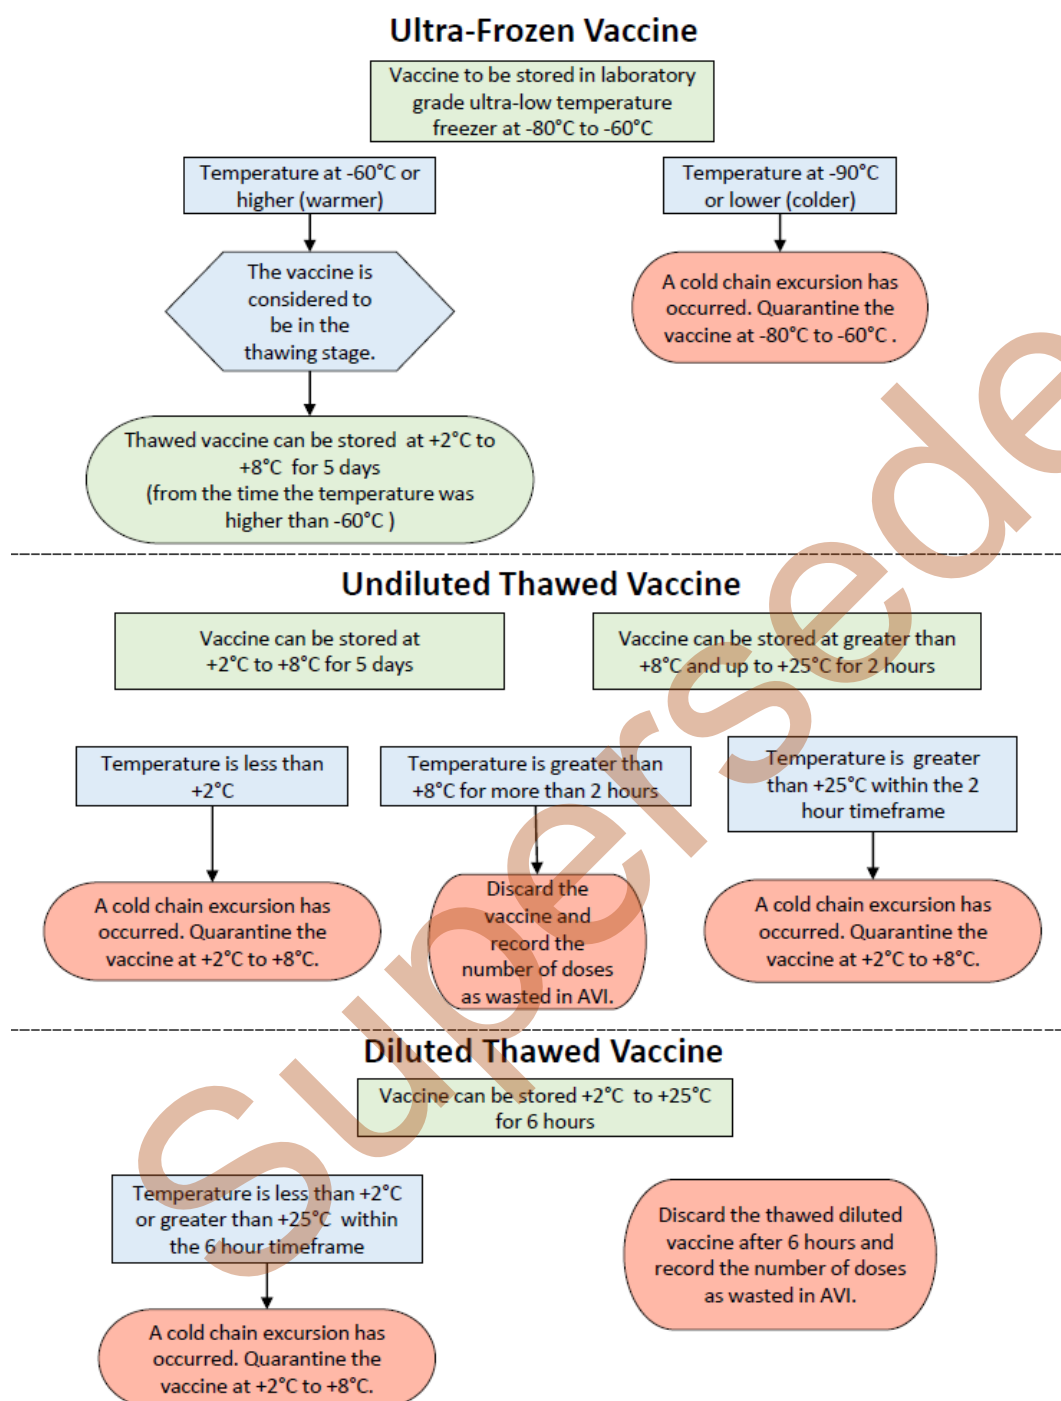 Ultra-Frozen Vaccine
Vaccine to be stored in laboratory
grade ultra-low temperature
freezer at -80°C to -60°C
Temperature at -60°C or
higher (warmer)
Temperature at -90°C
or lower (colder)
The vaccine is
considered to
be in the
thawing stage.
A cold chain excursion has
occurred. Quarantine the
vaccine at -80°C to -60°C .
Thawed vaccine can be stored at +2°C to
+8°C for 5 days
(from the time the temperature was
higher than -60°C )
Undiluted Thawed Vaccine
Vaccine can be stored at
+2°C to +8°C for 5 days
Vaccine can be stored at greater than
+8°C and up to +25°C for 2 hours
Temperature is less than
+2°C
Temperature is greater than
+8°C for more than 2 hours
Temperature is greater
than +25°C within the 2
hour timeframe
A cold chain excursion has
occurred. Quarantine the
vaccine at +2°C to +8°C.
Discard the
vaccine and
record the
number of doses
as wasted in AVI.
A cold chain excursion has
occurred. Quarantine the
vaccine at +2°C to +8°C.
Diluted Thawed Vaccine
Vaccine can be stored +2°C to +25°C
for 6 hours
Temperature is less than +2°C
or greater than +25°C within
the 6 hour timeframe
Discard the thawed diluted
vaccine after 6 hours and
record the number of doses
as wasted in AVI.
A cold chain excursion has
occurred. Quarantine the
vaccine at +2°C to +8°C.
Supersede